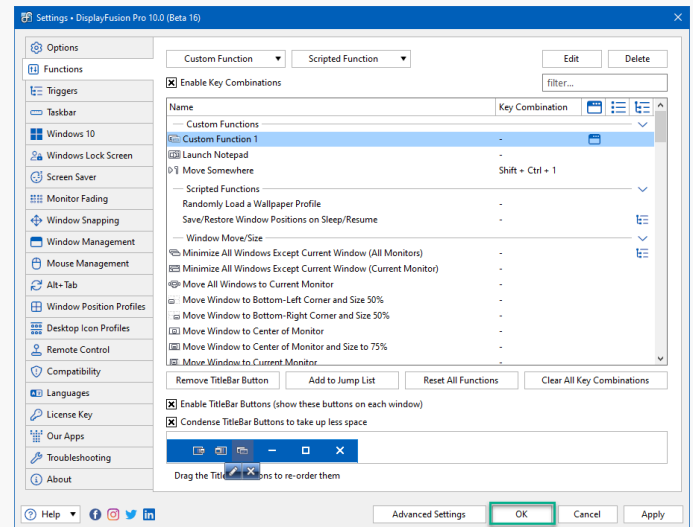 Settings • DisplayFusion Pro 10.0 (Beta 16)
Options
Functions
Triggers
Taskbar
Windows 10
Windows Lock Screen
Screen Saver
Monitor Fading
Window Snapping
Window Management
Mouse Management
Alt+Tab
Window Position Profiles
Desktop Icon Profiles
Remote Control
Compatibility
Languages
License Key
Our Apps
Troubleshooting
About
Custom Function Scripted Function Edit Delete
Enable Key Combinations filter...
Name Key Combination
Custom Functions
Custom Function 1 -
Launch Notepad -
Move Somewhere Shift + Ctrl + 1
Scripted Functions
Randomly Load a Wallpaper Profile -
Save/Restore Window Positions on Sleep/Resume -
Window Move/Size
Minimize All Windows Except Current Window (All Monitors) -
Minimize All Windows Except Current Window (Current Monitor) -
Move All Windows to Current Monitor -
Move Window to Bottom-Left Corner and Size 50% -
Move Window to Bottom-Right Corner and Size 50% -
Move Window to Center of Monitor -
Move Window to Center of Monitor and Size to 75% -
Move Window to Current Monitor -
Remove TitleBar Button Add to Jump List Reset All Functions Clear All Key Combinations
Enable TitleBar Buttons (show these buttons on each window)
Condense TitleBar Buttons to take up less space
Drag the ons to re-order them
Help Advanced Settings OK Cancel Apply